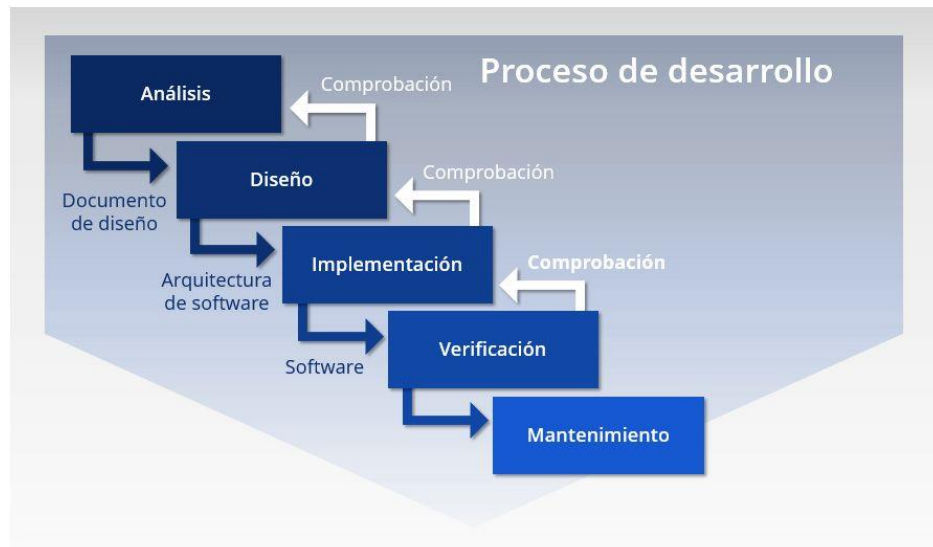 Proceso de desarrollo
Análisis
Comprobación
Documento
de diseño
Diseño
Comprobación
Arquitectura
de software
Implementación
Comprobación
Software
Verificación
Mantenimiento